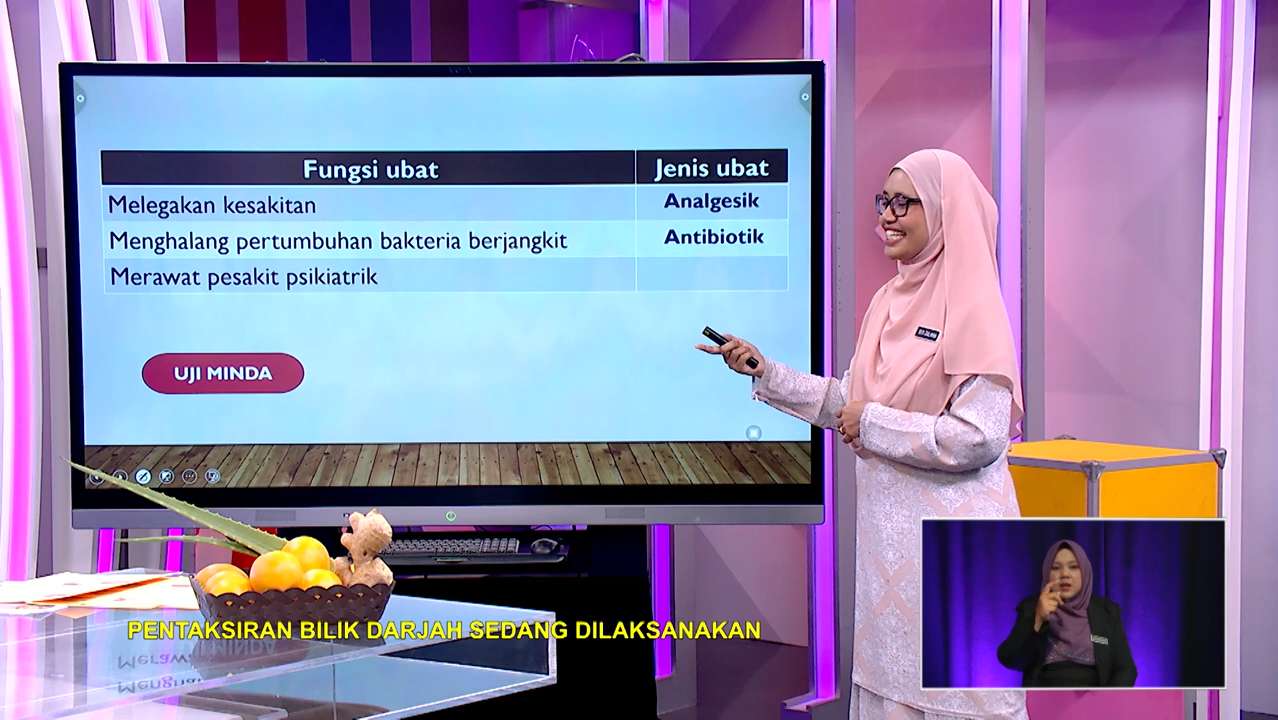 Fungsi ubat Jenis ubat
Melegakan kesakitan Analgesik
Menghalang pertumbuhan bakteria berjangkit Antibiotik
Merawat pesakit psikiatrik
UJI MINDA
PENTAKSIRAN BILIK DARJAH SEDANG DILAKSANAKAN